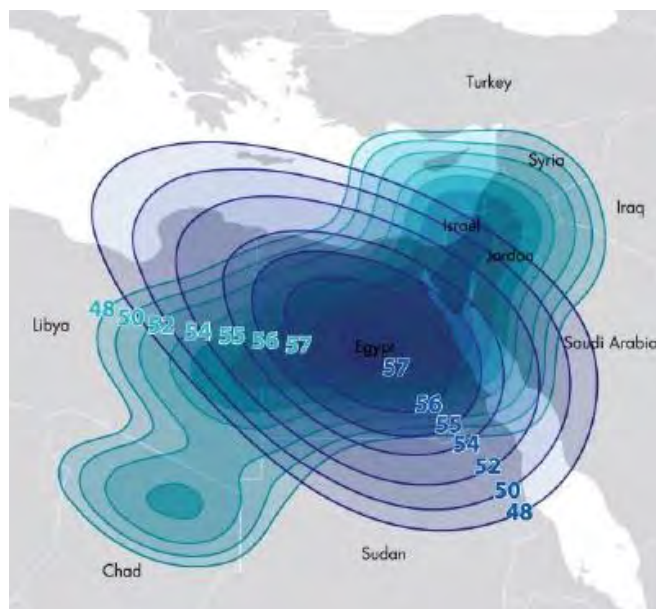 Turkey
Syria
Iraq
Israel
Jordan
48 50 52 54 55 56 57
Libya
Saudi Arabia
Egypt
57
56
55
54
52
50
48
Sudan
Chad